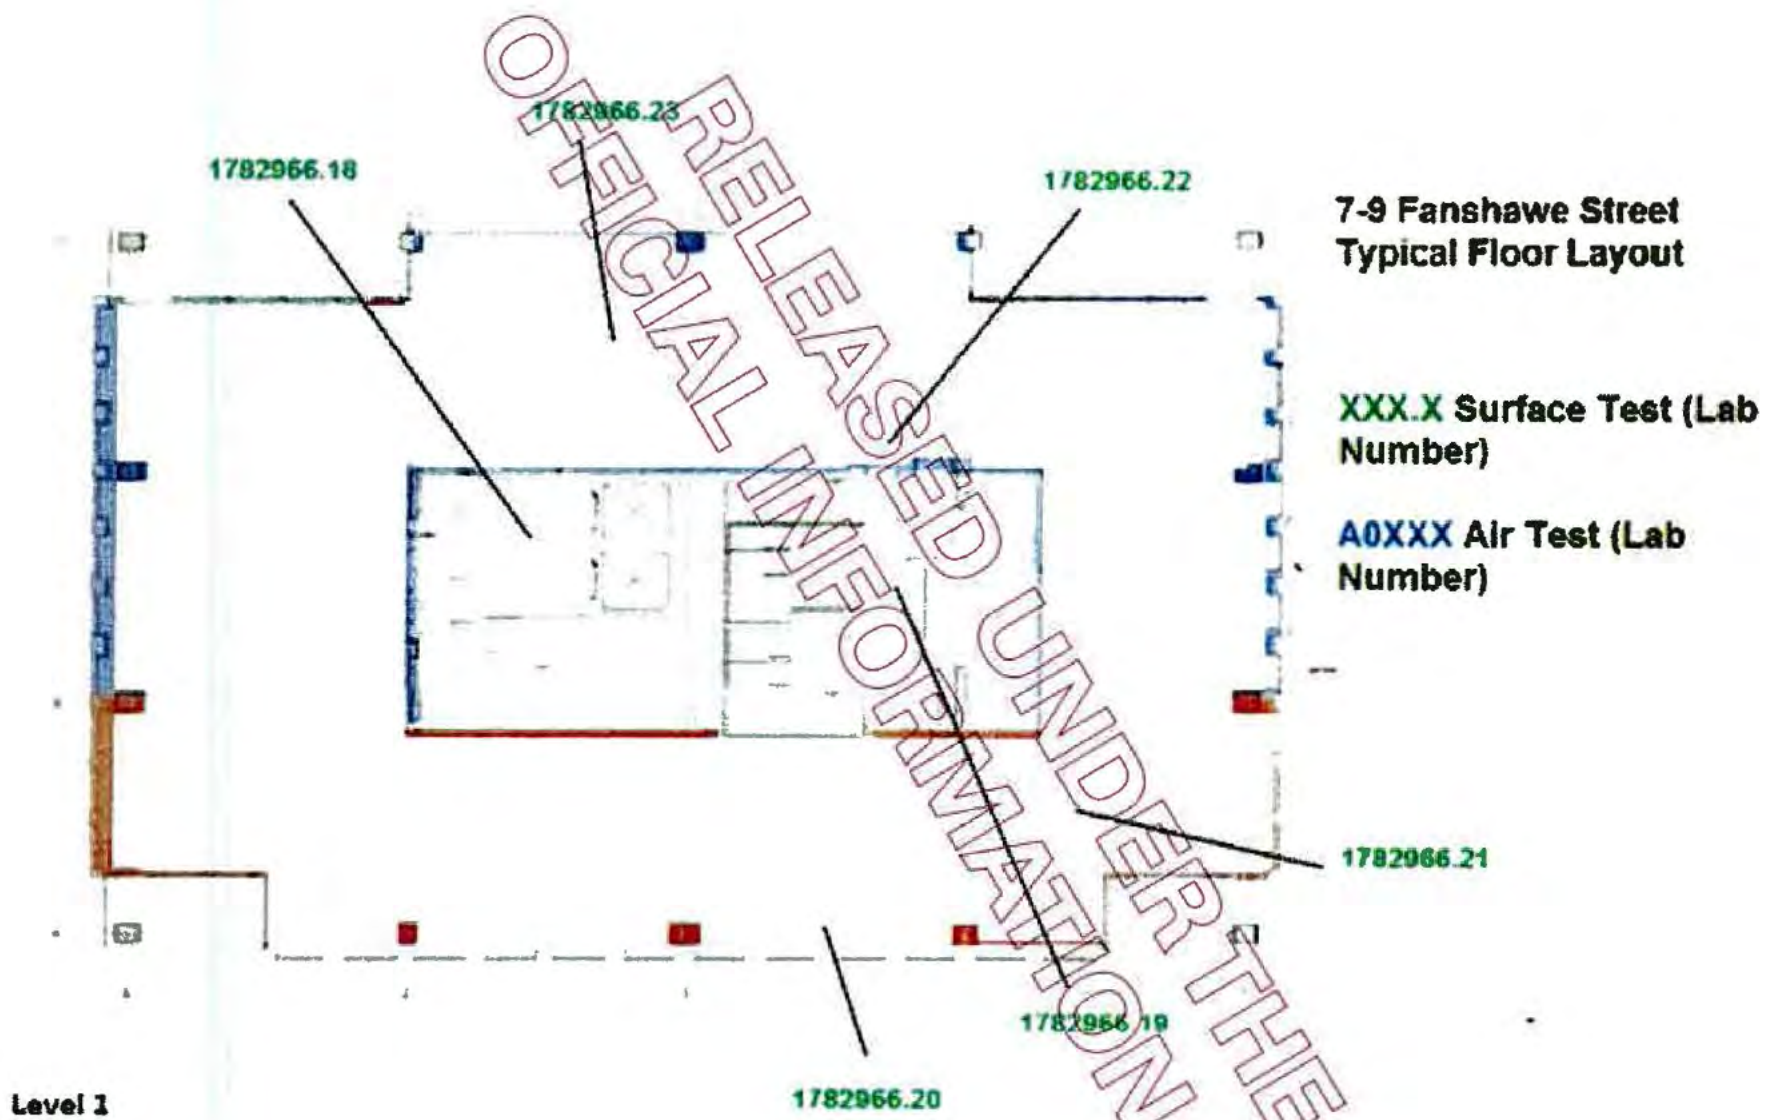 1782966.23
1782966.18
1782966.22
7-9 Fanshawe Street
Typical Floor Layout
XXX.X Surface Test (Lab
Number)
A0XXX Air Test (Lab
Number)
1782966.21
1782966.19
1782966.20
Level 1
RELEASED UNDER THE
OFFICIAL INFORMATION